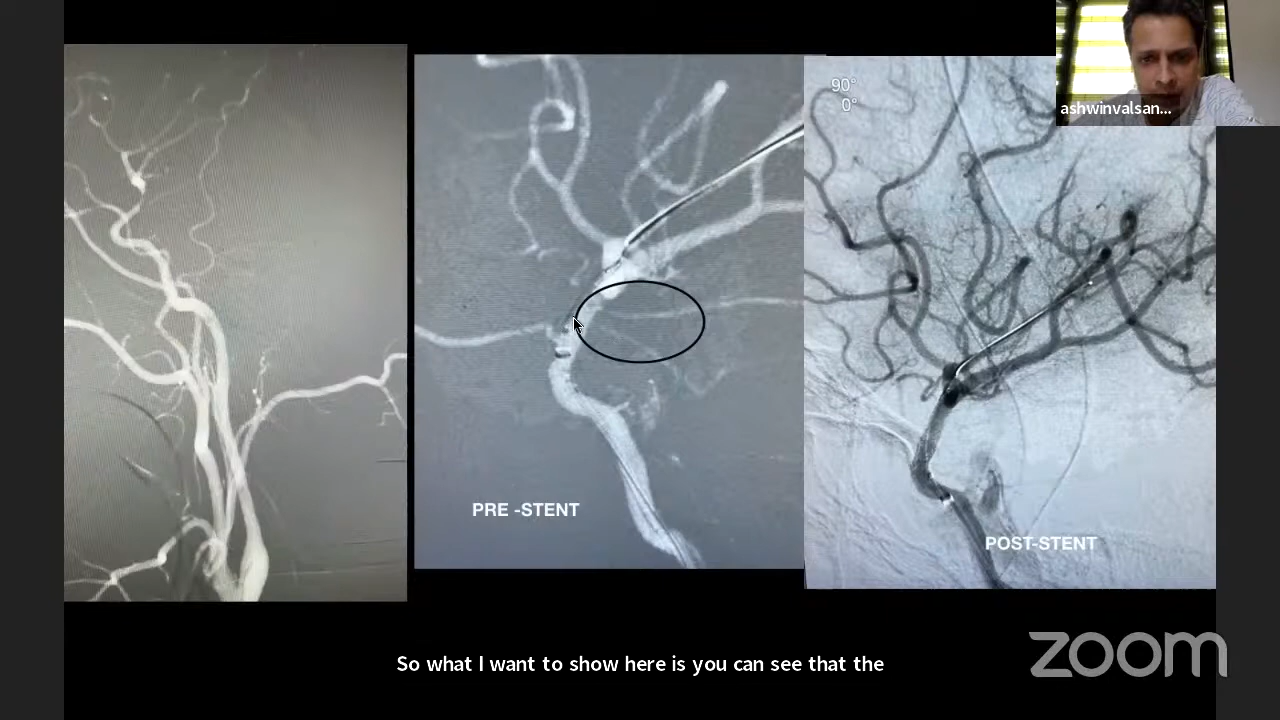 90°
0°
ashwinvalsan...
PRE -STENT
POST-STENT
So what I want to show here is you can see that the
zoom